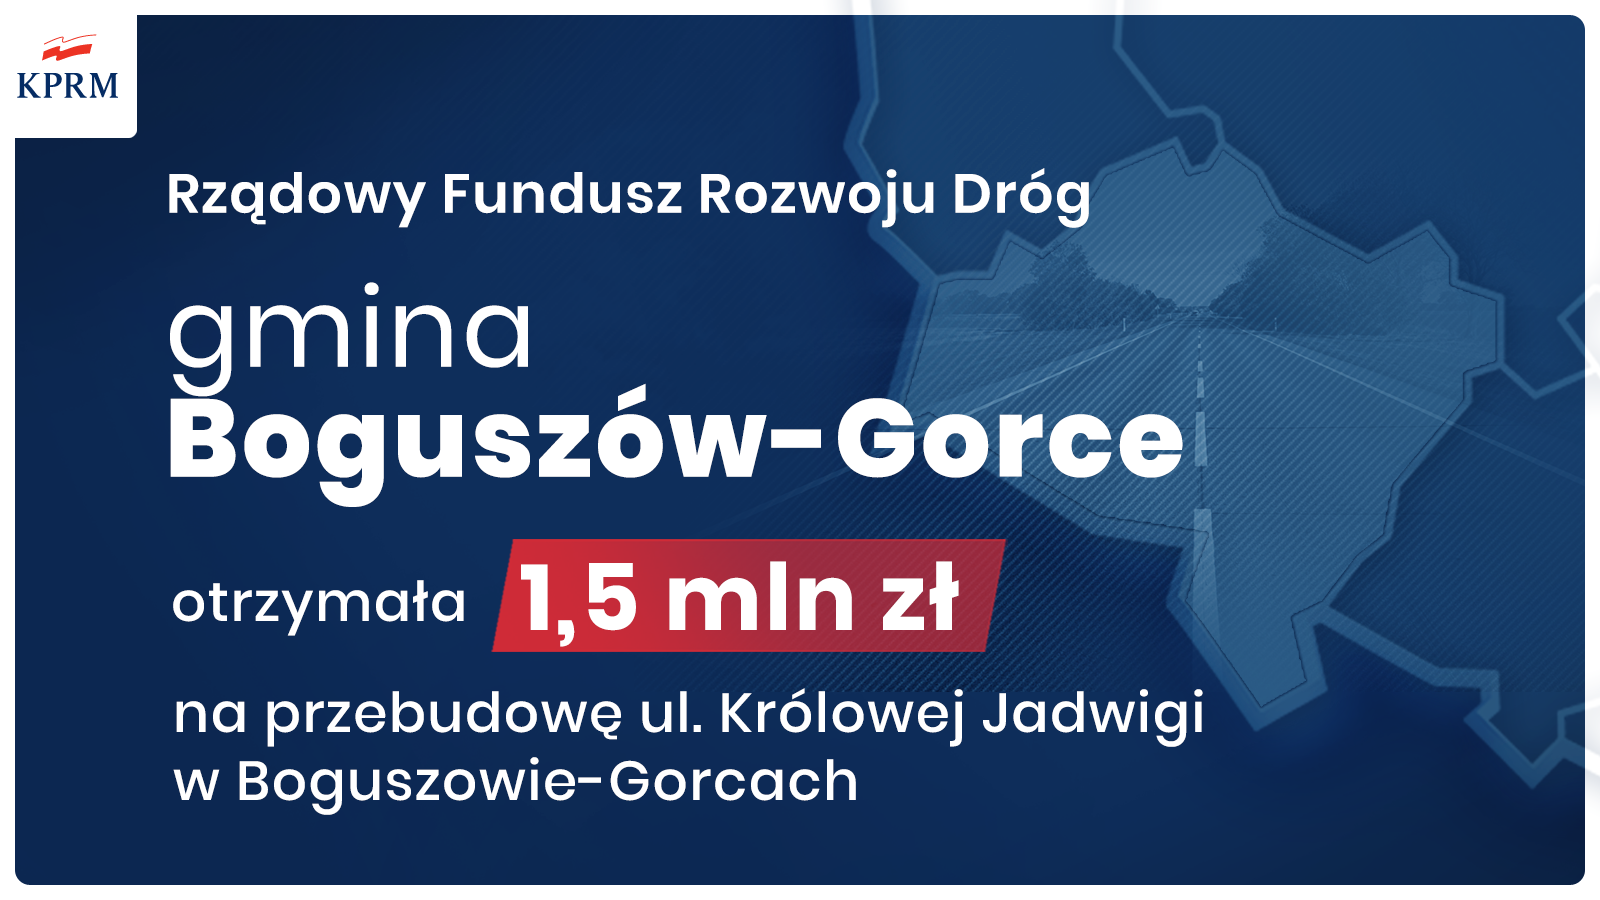 KPRM
Rządowy Fundusz Rozwoju Dróg
gmina
Boguszów-Gorce
otrzymała 1,5 mln zł
na przebudowę ul. Królowej Jadwigi
w Boguszowie-Gorcach